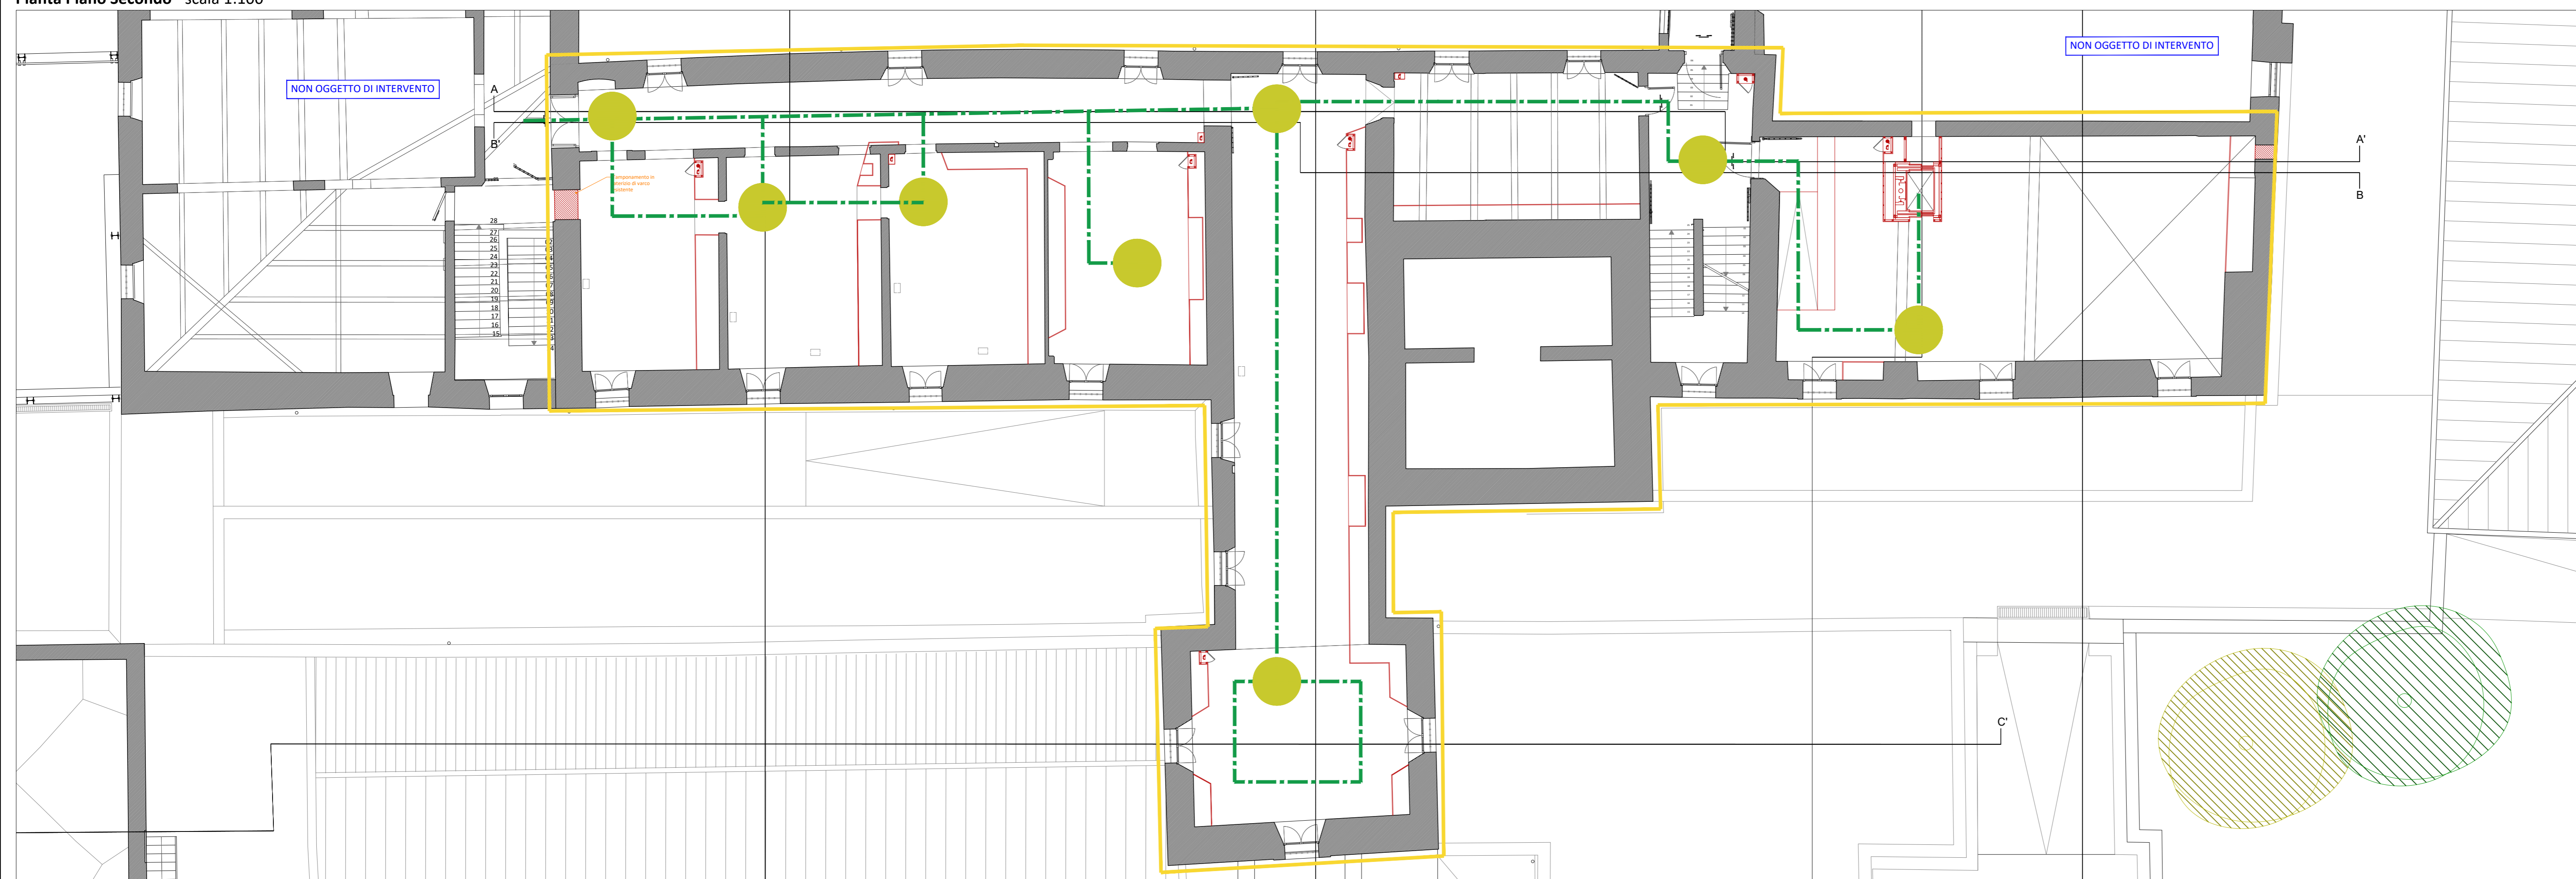 Pianta Piano Secondo - scala 1:100
NON OGGETTO DI INTERVENTO
NON OGGETTO DI INTERVENTO
A
B'
A'
B
28
27
26
25
24
23
22
21
20
19
18
17
16
15
C'